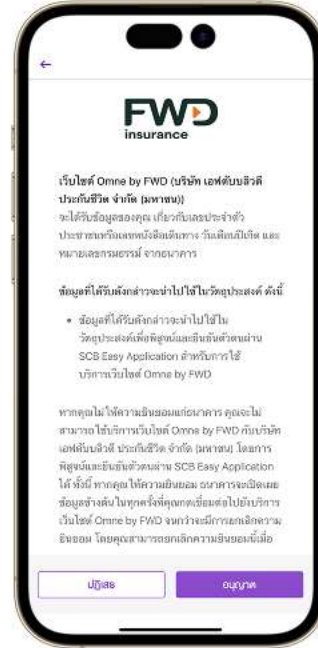 FWD
insurance
เว็บไซต์ Omne by FWD (บริษัท เอฟดับบลิวดี
ประกันชีวิต จำกัด (มหาชน))
จะได้รับข้อมูลของคุณ เกี่ยวกับเลขประจำตัว
ประชาชนหรือเลขหนังสือเดินทาง วันเดือนปีเกิด และ
หมายเลขกรมธรรม์ จากธนาคาร
ข้อมูลที่ได้รับดังกล่าวจะนำไปใช้ในวัตถุประสงค์ ดังนี้
• ข้อมูลที่ได้รับดังกล่าวจะนำไปใช้ใน
วัตถุประสงค์เพื่อพิสูจน์และยืนยันตัวตนผ่าน
SCB Easy Application สำหรับการใช้
บริการเว็บไซต์ Omne by FWD
หากคุณไม่ให้ความยินยอมแก่ธนาคาร คุณจะไม่
สามารถใช้บริการเว็บไซต์ Omne by FWD กับบริษัท
เอฟดับบลิวดี ประกันชีวิต จำกัด (มหาชน) โดยการ
พิสูจน์และยืนยันตัวตนผ่าน SCB Easy Application
ได้ ทั้งนี้ หากคุณให้ความยินยอม ธนาคารจะเปิดเผย
ข้อมูลข้างต้นในทุกครั้งที่คุณกดเชื่อมต่อไปยังบริการ
เว็บไซต์ Omne by FWD จนกว่าจะมีการยกเลิกความ
ยินยอม โดยคุณสามารถยกเลิกความยินยอมนี้เมื่อ
ปฏิเสธ
อนุญาต